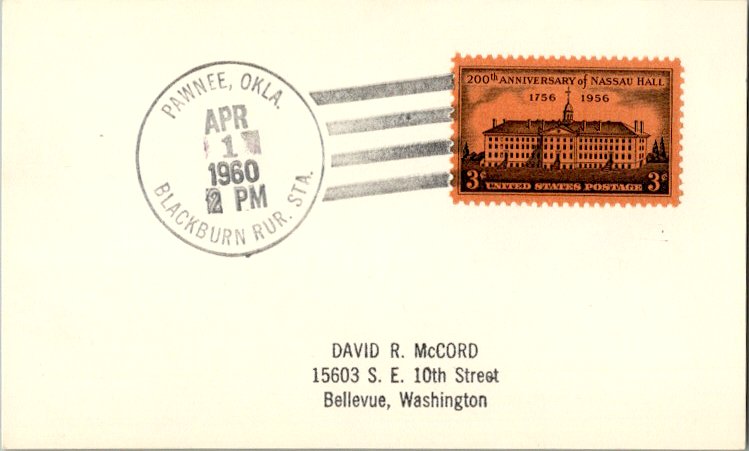 PAWNEE, OKLA.
APR
1
1960
2 PM
BLACKBURN RUR. STA.
200th ANNIVERSARY of NASSAU HALL
1756 1956
3¢ UNITED STATES POSTAGE 3¢
DAVID R. McCORD
15603 S. E. 10th Street
Bellevue, Washington